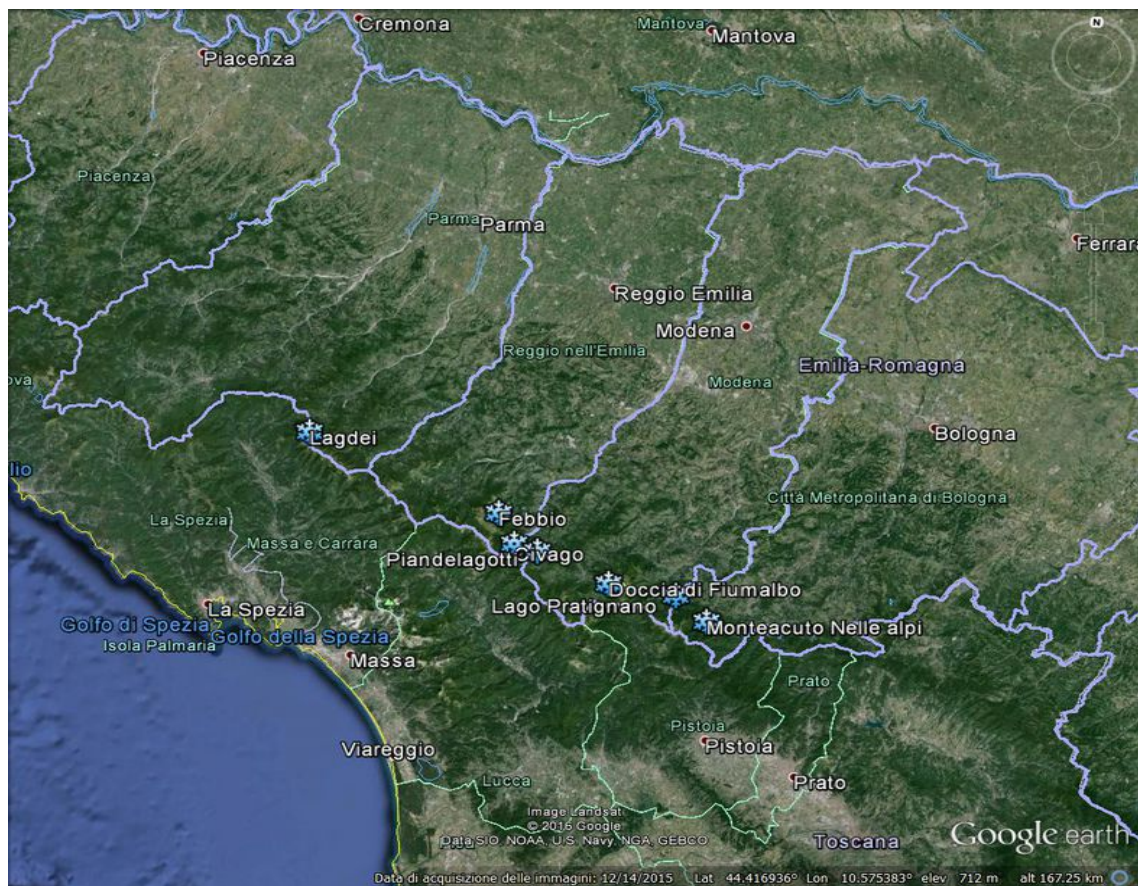 Cremona
Mantova
Mantova
Piacenza
N
Piacenza
Parma
Parma
Ferrara
Reggio Emilia
Modena
Reggio nell'Emilia
Emilia-Romagna
Modena
ova
Bologna
Lagdei
lio
Città Metropolitana di Bologna
La Spezia
Febbio
Massa e Carrara
Piandelagotti
Civago
Doccia di Fiumalbo
Lago Pratignano
La Spezia
Golfo di Spezia
Golfo della Spezia
Monteacuto Nelle alpi
Isola Palmaria
Massa
Prato
Pistoia
Pistoia
Viareggio
Prato
Lucca
Image Landsat
© 2016 Google
Data SIO, NOAA, U.S. Navy, NGA, GEBCO
Toscana
Google earth
Data di acquisizione delle immagini: 12/14/2015 Lat 44.416936° Lon 10.575383° elev 712 m alt 167.25 km